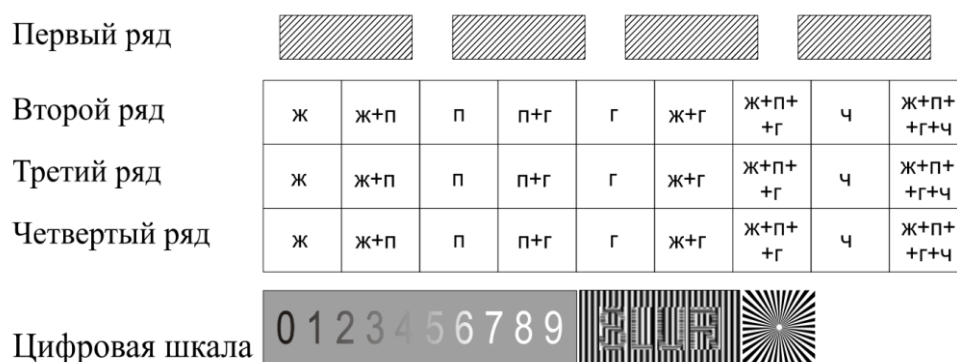 Первый ряд
Второй ряд ж ж+п п п+г г ж+г ж+п+ +г ч ж+п+ +г+ч
Третий ряд ж ж+п п п+г г ж+г ж+п+ +г ч ж+п+ +г+ч
Четвертый ряд ж ж+п п п+г г ж+г ж+п+ +г ч ж+п+ +г+ч
Цифровая шкала 0 1 2 3 4 5 6 7 8 9